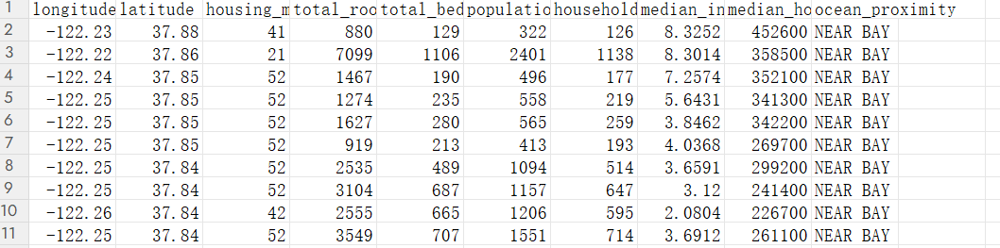 1 longitude latitude housing_m total_roo total_bed populatio household median_in median_ho ocean_proximity
2 -122.23 37.88 41 880 129 322 126 8.3252 452600 NEAR BAY
3 -122.22 37.86 21 7099 1106 2401 1138 8.3014 358500 NEAR BAY
4 -122.24 37.85 52 1467 190 496 177 7.2574 352100 NEAR BAY
5 -122.25 37.85 52 1274 235 558 219 5.6431 341300 NEAR BAY
6 -122.25 37.85 52 1627 280 565 259 3.8462 342200 NEAR BAY
7 -122.25 37.85 52 919 213 413 193 4.0368 269700 NEAR BAY
8 -122.25 37.84 52 2535 489 1094 514 3.6591 299200 NEAR BAY
9 -122.25 37.84 52 3104 687 1157 647 3.12 241400 NEAR BAY
10 -122.26 37.84 42 2555 665 1206 595 2.0804 226700 NEAR BAY
11 -122.25 37.84 52 3549 707 1551 714 3.6912 261100 NEAR BAY